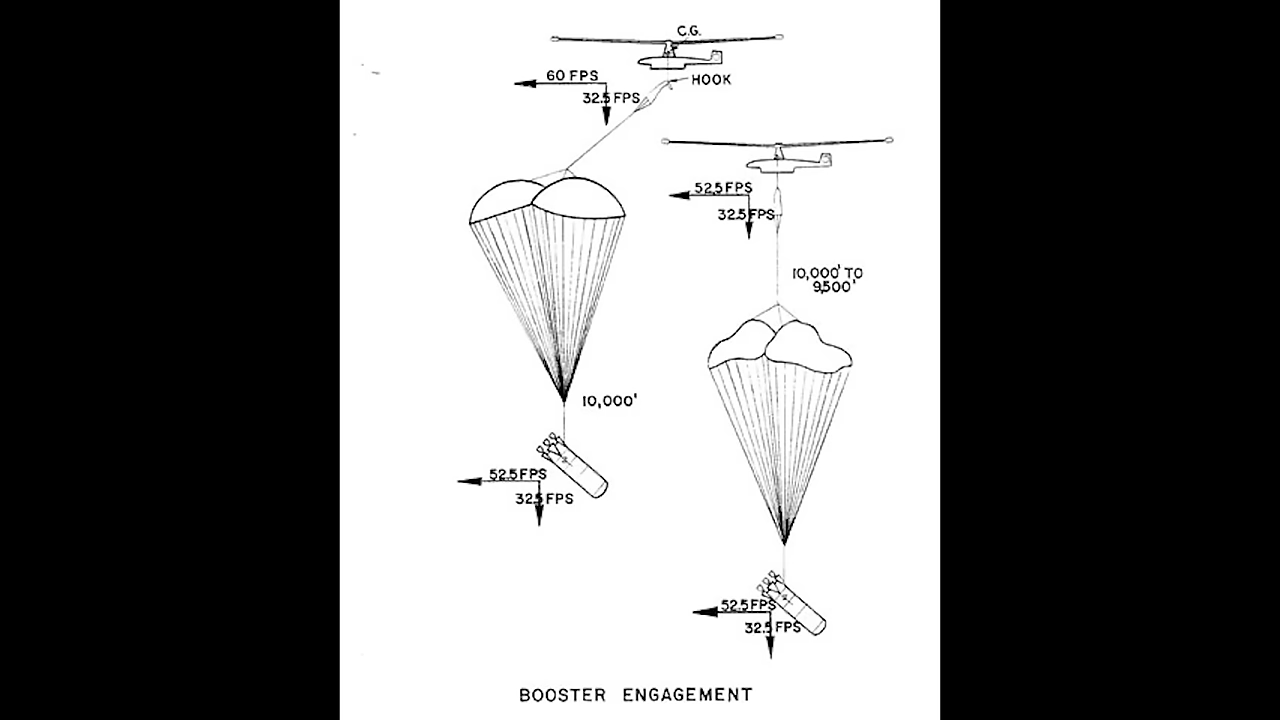 C.G.
60 FPS
HOOK
32.5 FPS
52.5 FPS
32.5 FPS
10,000' TO
9,500'
10,000'
52.5 FPS
32.5 FPS
52.5 FPS
32.5 FPS
BOOSTER ENGAGEMENT